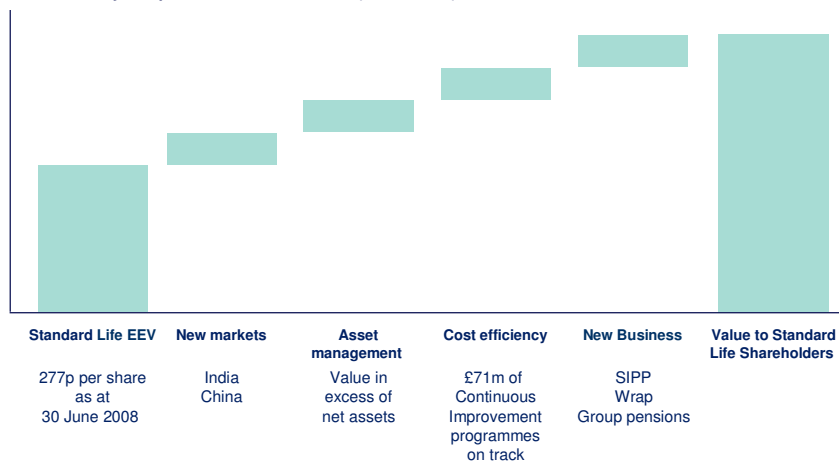 Standard Life EEV
277p per share
as at
30 June 2008
New markets
India
China
Asset
management
Value in
excess of
net assets
Cost efficiency
£71m of
Continuous
Improvement
programmes
on track
New Business
SIPP
Wrap
Group pensions
Value to Standard
Life Shareholders